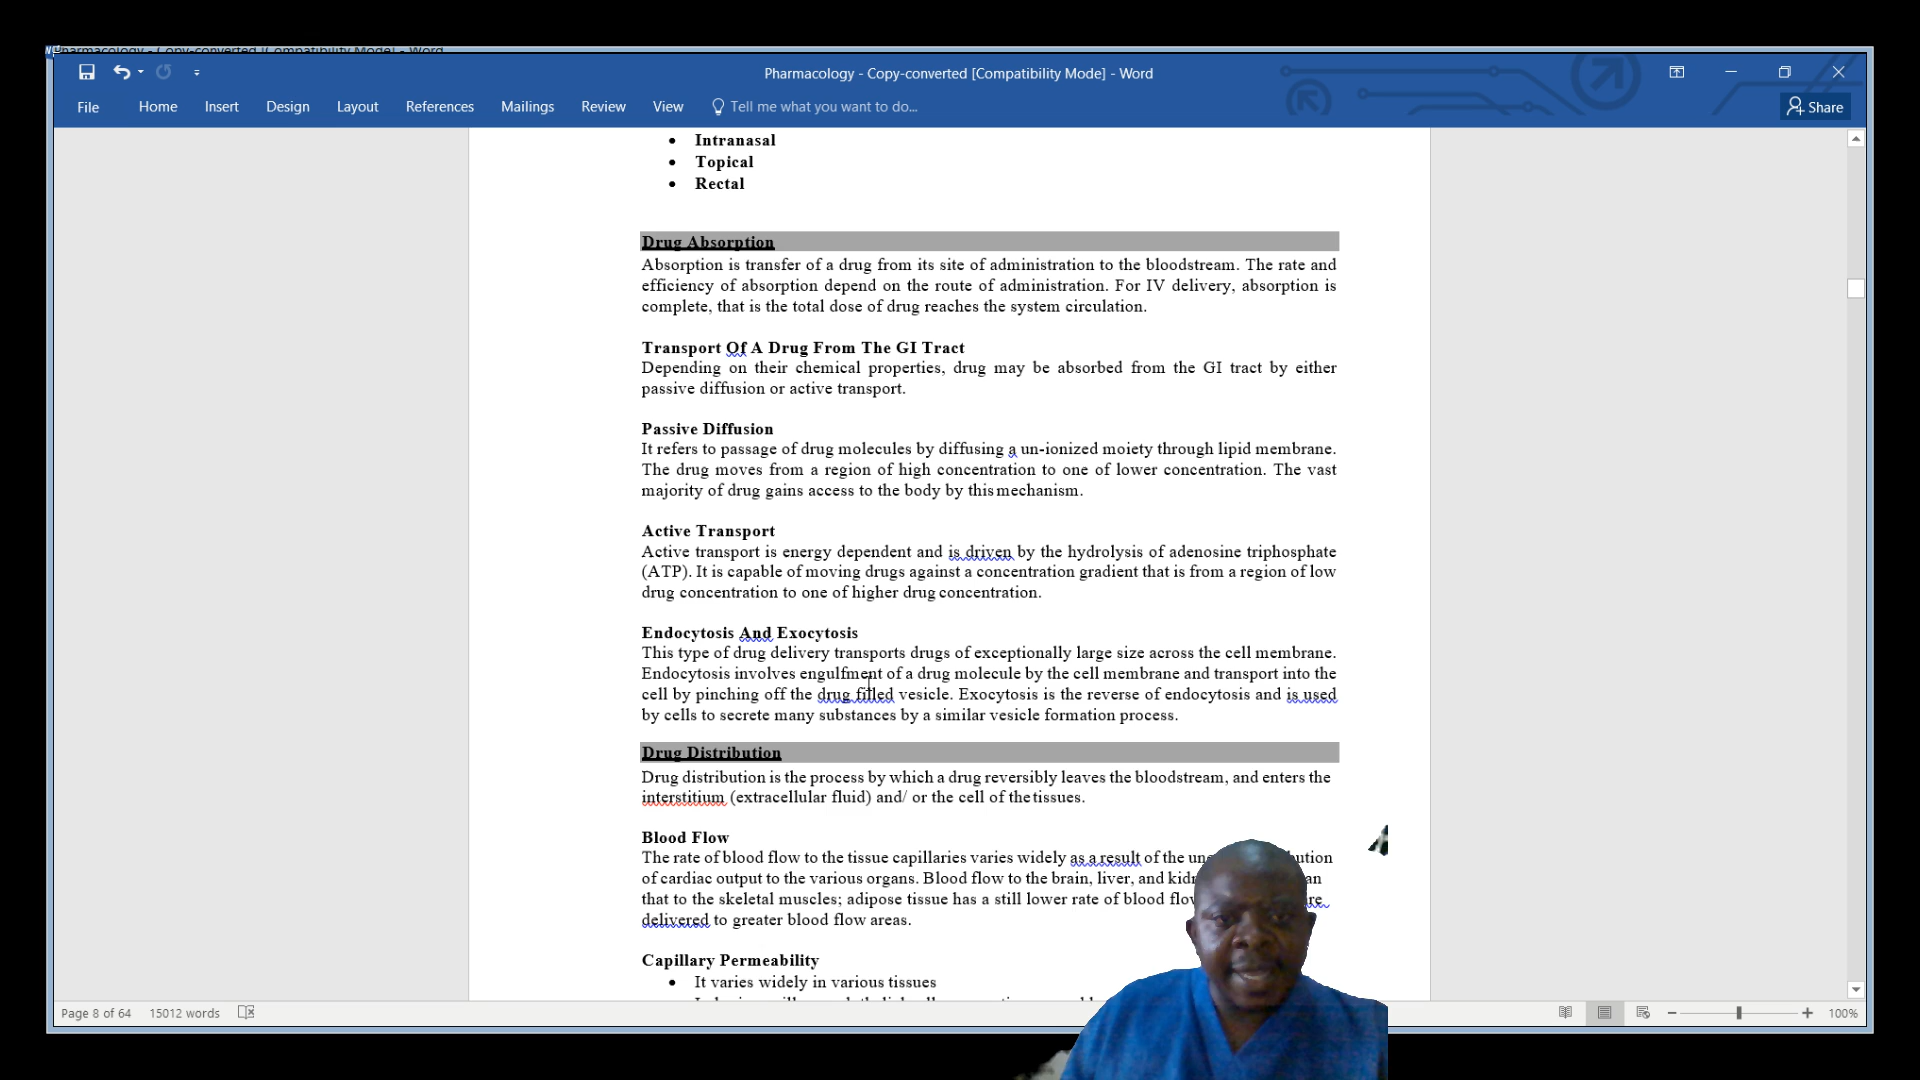 Pharmacology - Copy-converted [Compatibility Mode] - Word
Pharmacology - Copy-converted [Compatibility Mode] - Word
File Home Insert Design Layout References Mailings Review View Tell me what you want to do... Share
• Intranasal
• Topical
• Rectal
Drug Absorption
Absorption is transfer of a drug from its site of administration to the bloodstream. The rate and
efficiency of absorption depend on the route of administration. For IV delivery, absorption is
complete, that is the total dose of drug reaches the system circulation.
Transport Of A Drug From The GI Tract
Depending on their chemical properties, drug may be absorbed from the GI tract by either
passive diffusion or active transport.
Passive Diffusion
It refers to passage of drug molecules by diffusing a un-ionized moiety through lipid membrane.
The drug moves from a region of high concentration to one of lower concentration. The vast
majority of drug gains access to the body by this mechanism.
Active Transport
Active transport is energy dependent and is driven by the hydrolysis of adenosine triphosphate
(ATP). It is capable of moving drugs against a concentration gradient that is from a region of low
drug concentration to one of higher drug concentration.
Endocytosis And Exocytosis
This type of drug delivery transports drugs of exceptionally large size across the cell membrane.
Endocytosis involves engulfment of a drug molecule by the cell membrane and transport into the
cell by pinching off the drug filled vesicle. Exocytosis is the reverse of endocytosis and is used
by cells to secrete many substances by a similar vesicle formation process.
Drug Distribution
Drug distribution is the process by which a drug reversibly leaves the bloodstream, and enters the
interstitium (extracellular fluid) and/ or the cell of the tissues.
Blood Flow
The rate of blood flow to the tissue capillaries varies widely as a result of the
of cardiac output to the various organs. Blood flow to the brain, liver, and
that to the skeletal muscles; adipose tissue has a still lower rate of blood
delivered to greater blood flow areas.
Capillary Permeability
• It varies widely in various tissues
Page 8 of 64 15012 words 100%